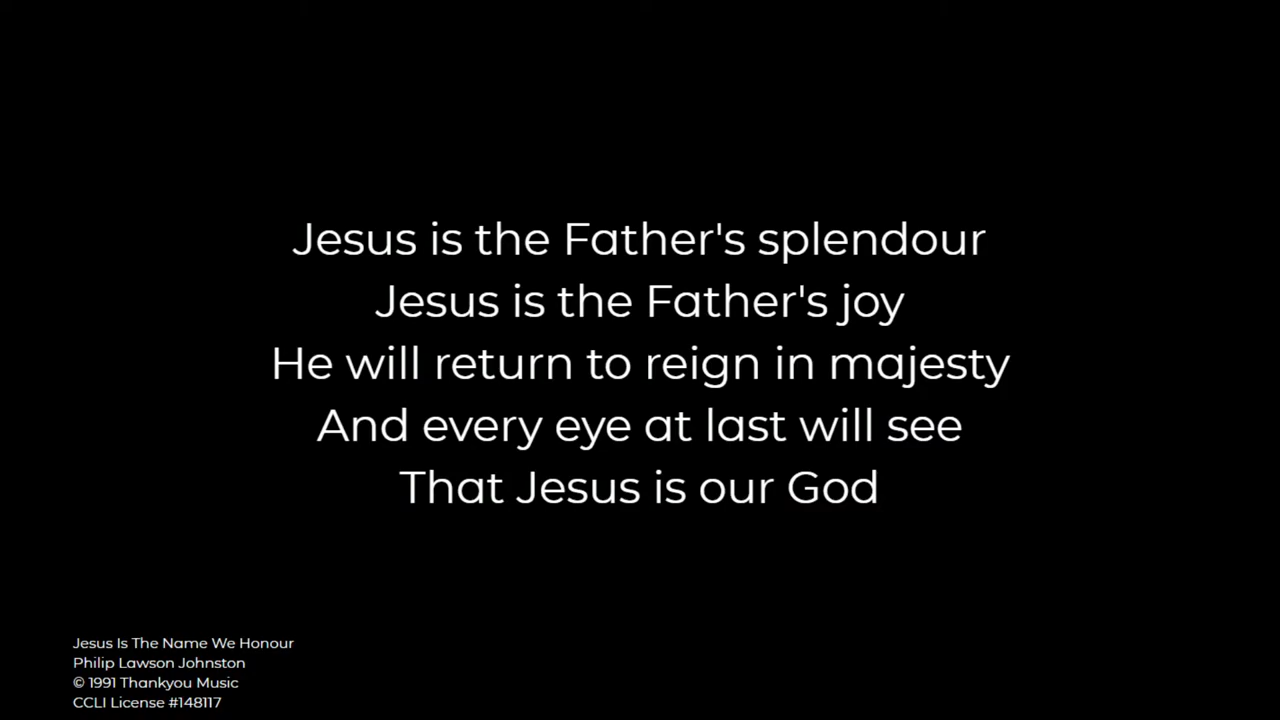 Jesus is the Father's splendour
Jesus is the Father's joy
He will return to reign in majesty
And every eye at last will see
That Jesus is our God
Jesus Is The Name We Honour
Philip Lawson Johnston
© 1991 Thankyou Music
CCLI License #148117